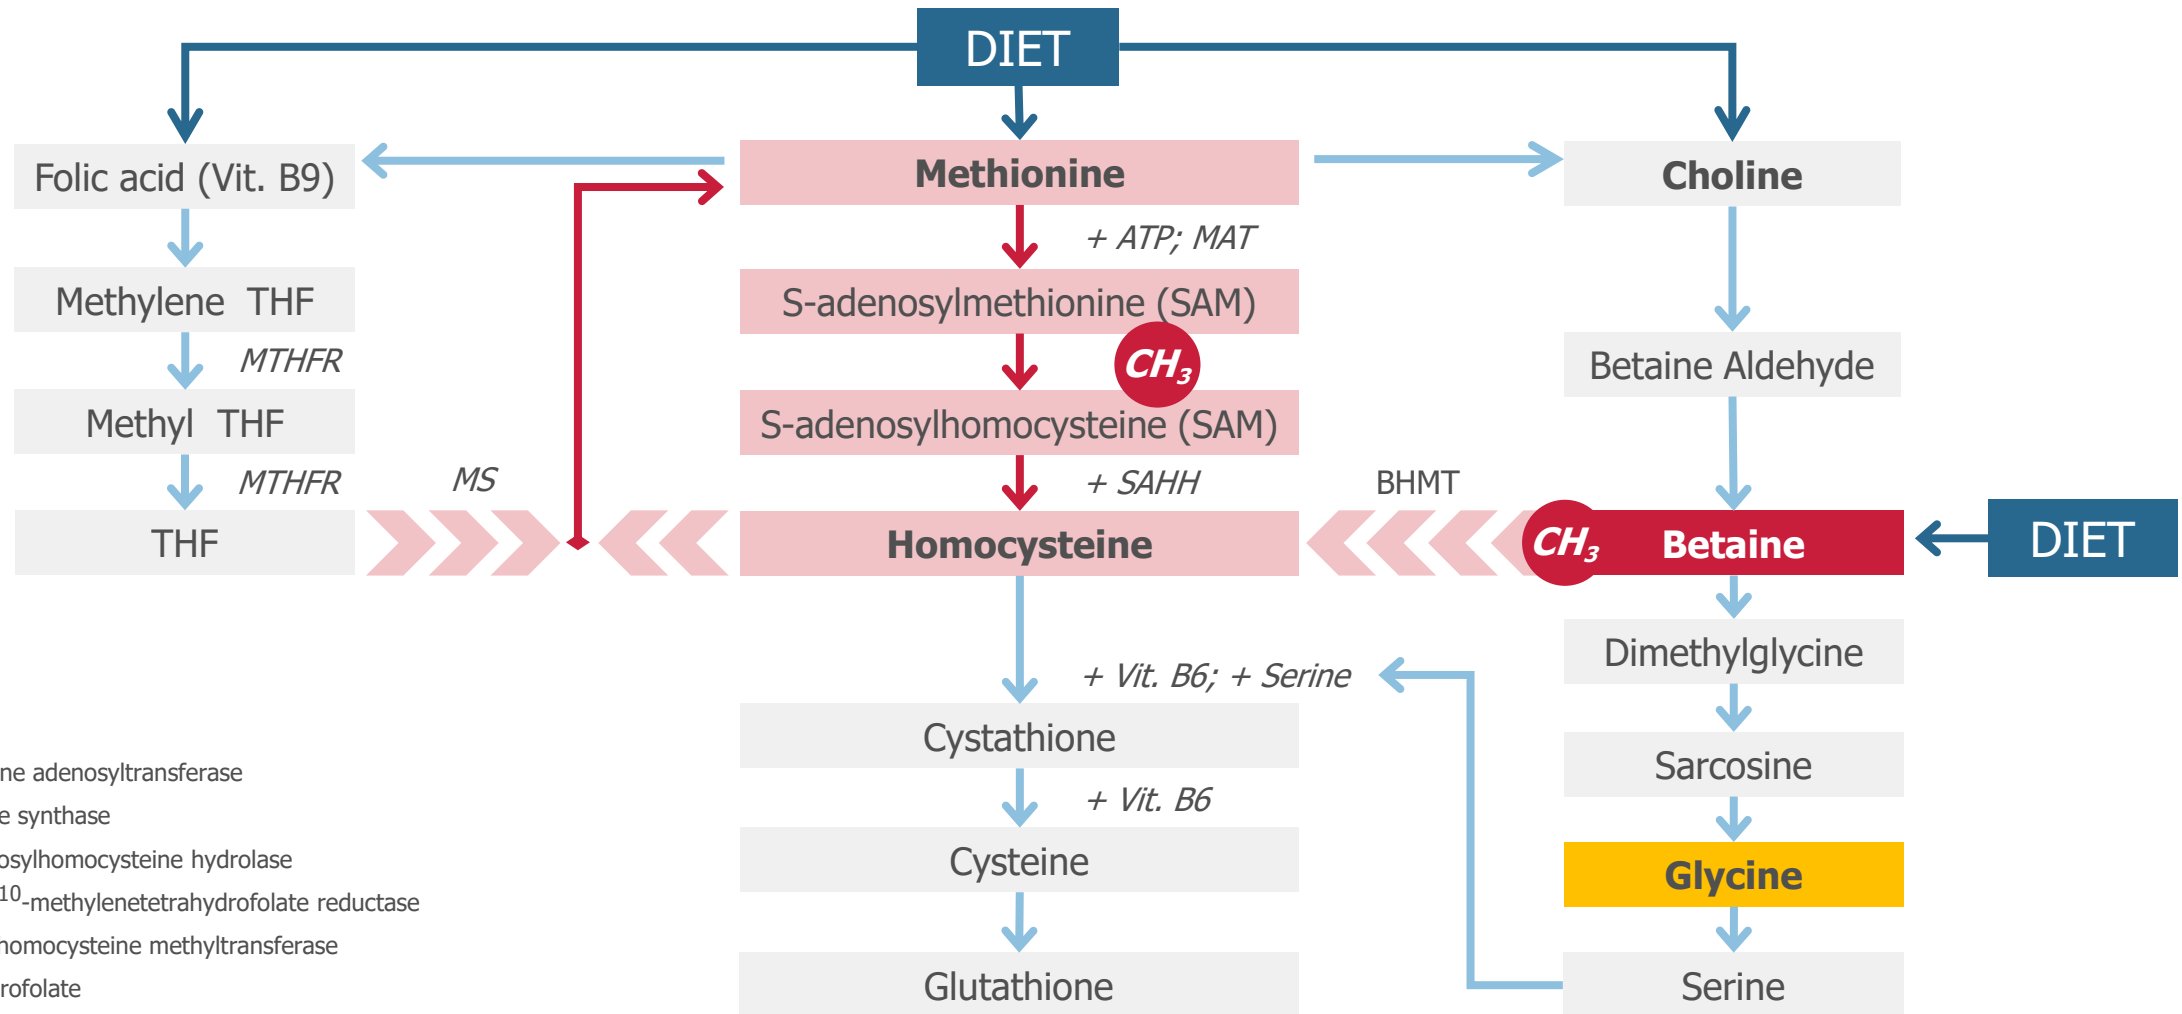 DIET
Folic acid (Vit. B9)
Methionine
Choline
+ ATP; MAT
Methylene THF
S-adenosylmethionine (SAM)
MTHFR
CH₃
Betaine Aldehyde
Methyl THF
S-adenosylhomocysteine (SAM)
MTHFR
MS
+ SAHH
BHMT
THF
Homocysteine
CH₃
Betaine
DIET
Dimethylglycine
+ Vit. B6; + Serine
Cystathione
Sarcosine
+ Vit. B6
Cysteine
Glycine
Glutathione
Serine
ne adenosyltransferase
e synthase
osylhomocysteine hydrolase
¹⁰-methylenetetrahydrofolate reductase
homocysteine methyltransferase
rofolate